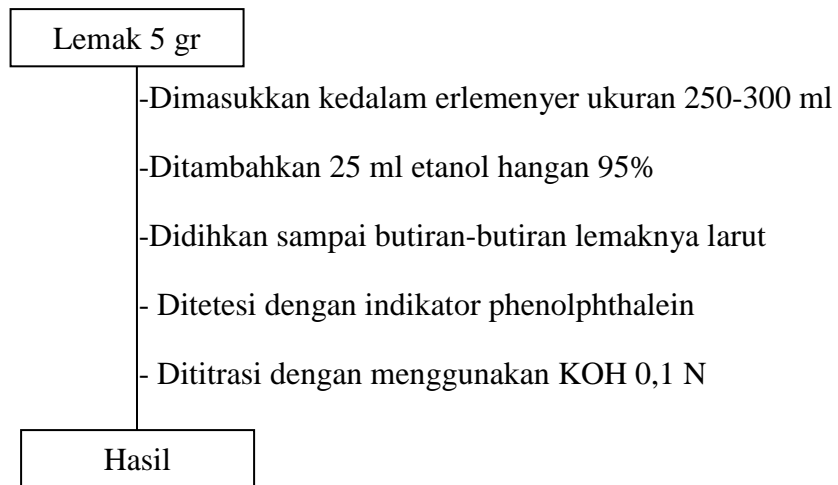 Lemak 5 gr
-Dimasukkan kedalam erlemenyer ukuran 250-300 ml
-Ditambahkan 25 ml etanol hangan 95%
-Didihkan sampai butiran-butiran lemaknya larut
- Ditetesi dengan indikator phenolphthalein
- Dititrasi dengan menggunakan KOH 0,1 N
Hasil